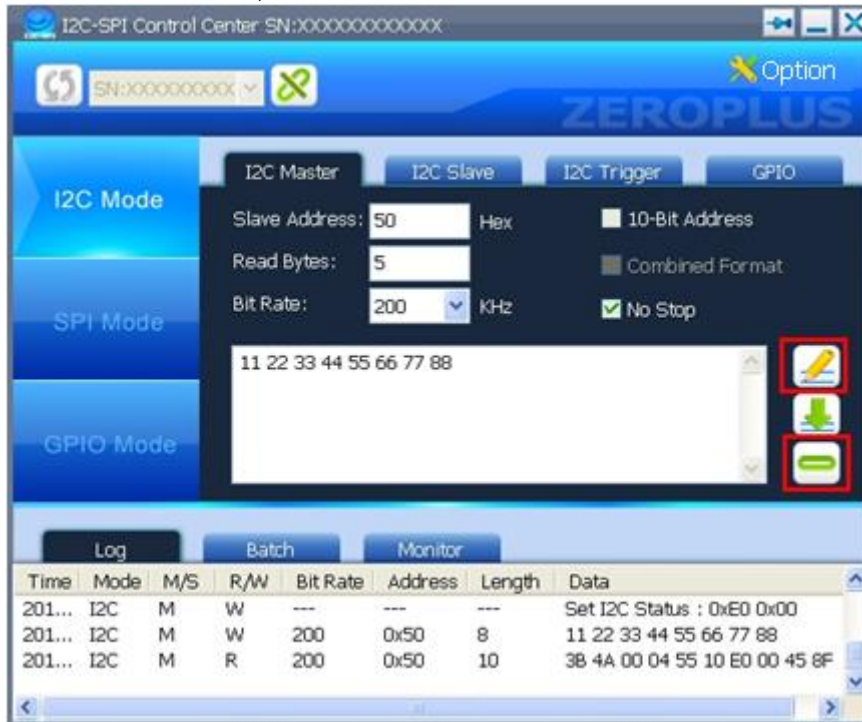 I2C-SPI Control Center SN:XXXXXXXXXXXX
SN:XXXXXXXXX
Option
ZEROPLUS
I2C Mode
SPI Mode
GPIO Mode
I2C Master I2C Slave I2C Trigger GPIO
Slave Address: 50 Hex 10-Bit Address
Read Bytes: 5 Combined Format
Bit Rate: 200 KHz No Stop
11 22 33 44 55 66 77 88
Log Batch Monitor
Time Mode M/S R/W Bit Rate Address Length Data
201... I2C M W --- --- --- Set I2C Status : 0xE0 0x00
201... I2C M W 200 0x50 8 11 22 33 44 55 66 77 88
201... I2C M R 200 0x50 10 3B 4A 00 04 55 10 E0 00 45 8F